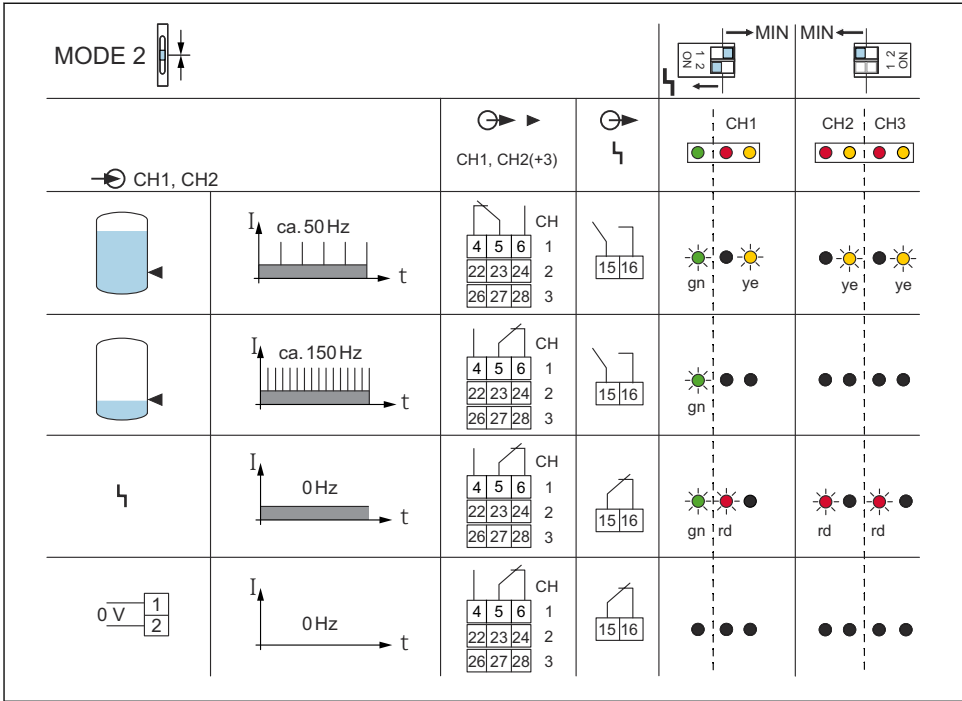 MODE 2
MIN MIN
ON 1 2
1 2 ON
CH1, CH2
CH1, CH2(+3)
CH1
CH2 CH3
I ca. 50 Hz t
CH
4 5 6 1
22 23 24 2
26 27 28 3
15 16
gn ye
ye ye
I ca. 150 Hz t
CH
4 5 6 1
22 23 24 2
26 27 28 3
15 16
gn
I 0 Hz t
CH
4 5 6 1
22 23 24 2
26 27 28 3
15 16
gn rd
rd rd
0 V 1
2
I 0 Hz t
CH
4 5 6 1
22 23 24 2
26 27 28 3
15 16